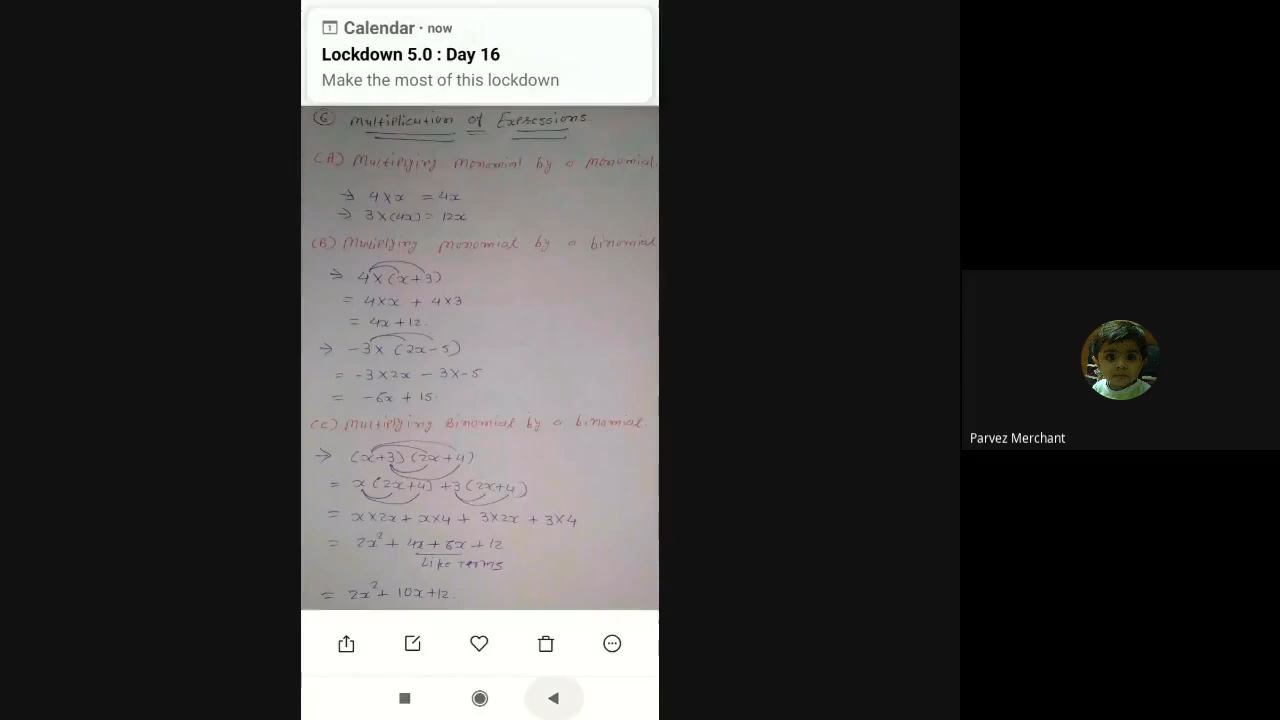 Calendar · now
Lockdown 5.0 : Day 16
Make the most of this lockdown
6 Multiplication of Expressions.
(A) Multiplying monomial by a monomial.
→ 4 × x = 4x
→ 3 × (4x) = 12x
(B) Multiplying monomial by a binomial
→ 4 × (x + 3)
= 4 × x + 4 × 3
= 4x + 12.
→ -3 × (2x - 5)
= -3 × 2x - 3 × -5
= -6x + 15.
(C) Multiplying Binomial by a binomial.
→ (x+3) (2x+4)
= x (2x+4) + 3 (2x+4)
= x × 2x + x × 4 + 3 × 2x + 3 × 4
= 2x² + 4x + 6x + 12
Like Terms
= 2x² + 10x + 12.
Parvez Merchant